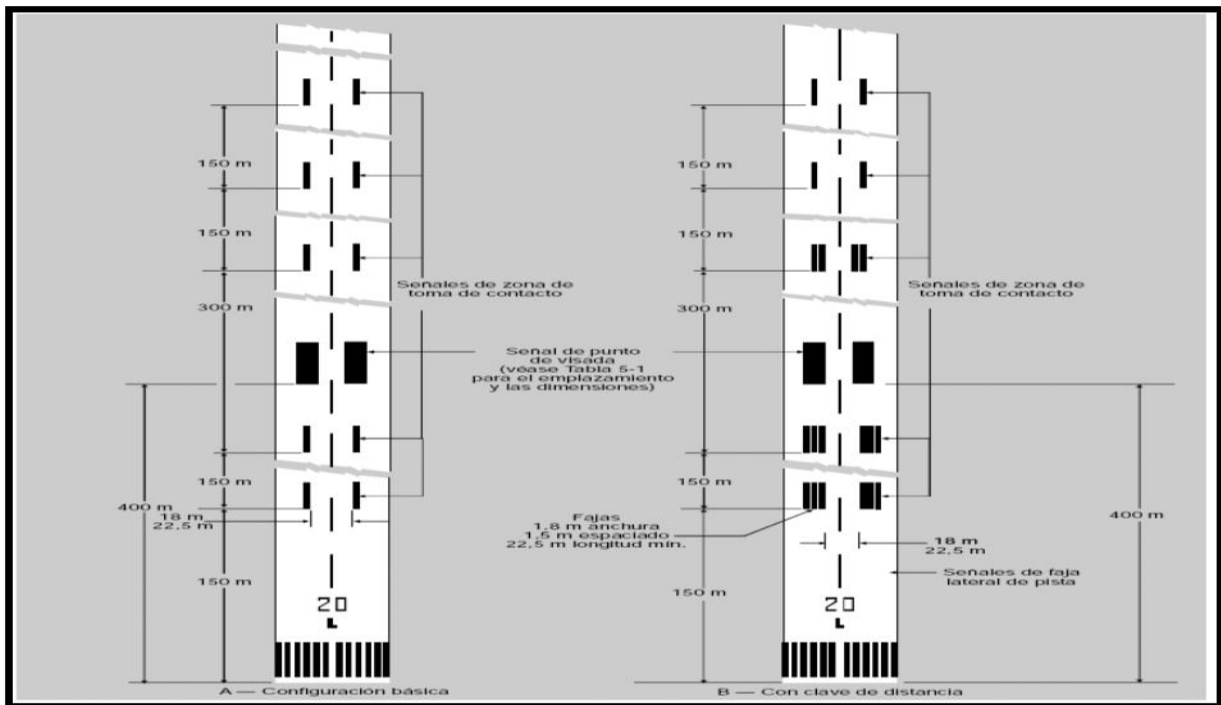 150 m
150 m
150 m
150 m
Señales de zona de
toma de contacto
Señales de zona de
toma de contacto
300 m
300 m
Señal de punto
de visada
(véase Tabla 5-1
para el emplazamiento
y las dimensiones)
150 m
150 m
400 m
18 m
22,5 m
Fajas
1,8 m anchura
1,5 m espaciado
22,5 m longitud mín.
400 m
18 m
22,5 m
Señales de faja
lateral de pista
150 m
150 m
20
L
20
L
A — Configuración básica
B — Con clave de distancia